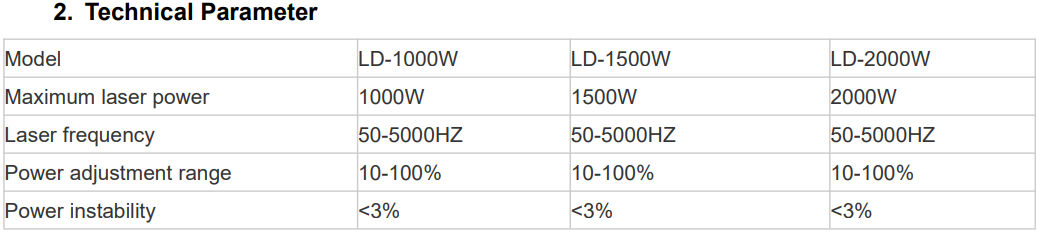 2. Technical Parameter
Model LD-1000W LD-1500W LD-2000W
Maximum laser power 1000W 1500W 2000W
Laser frequency 50-5000HZ 50-5000HZ 50-5000HZ
Power adjustment range 10-100% 10-100% 10-100%
Power instability <3% <3% <3%